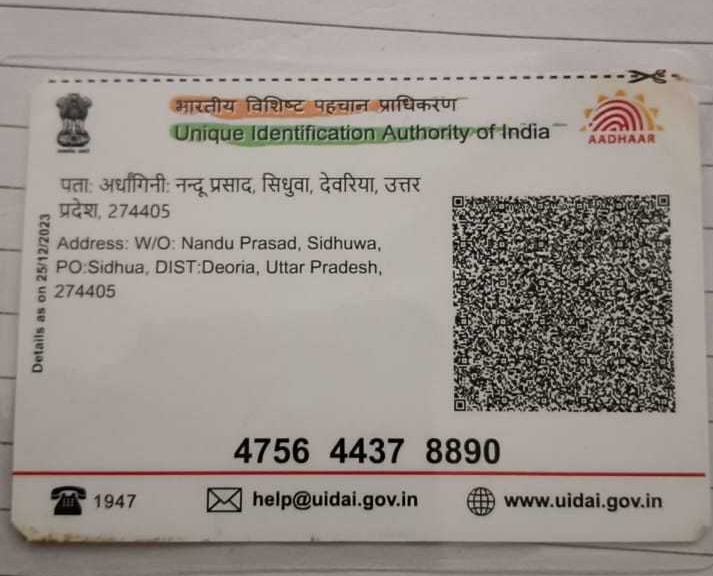 भारतीय विशिष्ट पहचान प्राधिकरण
Unique Identification Authority of India
AADHAAR
पता: अर्धांगिनी: नन्दू प्रसाद, सिधुवा, देवरिया, उत्तर
प्रदेश, 274405
Address: W/O: Nandu Prasad, Sidhuwa,
PO:Sidhua, DIST:Deoria, Uttar Pradesh,
274405
Details as on 25/12/2023
4756 4437 8890
1947
help@uidai.gov.in
www.uidai.gov.in